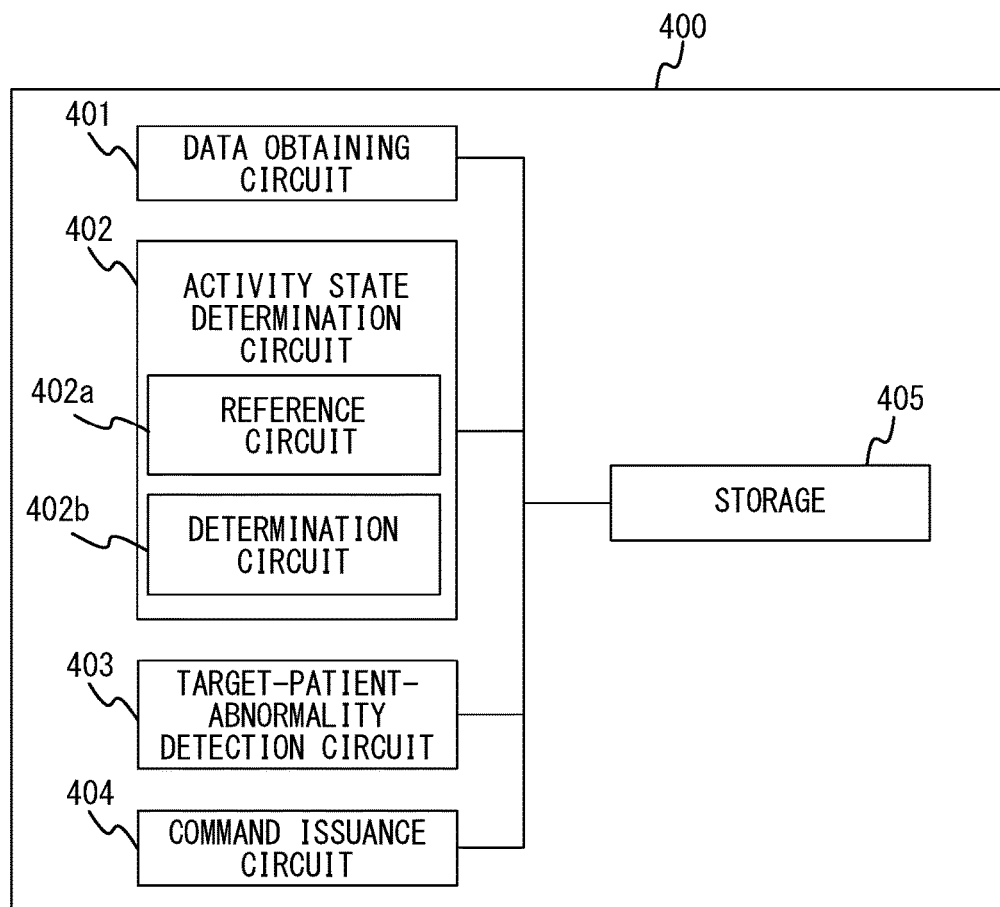 400
401
DATA OBTAINING
CIRCUIT
402
ACTIVITY STATE
DETERMINATION
CIRCUIT
402a
REFERENCE
CIRCUIT
405
STORAGE
402b
DETERMINATION
CIRCUIT
403
TARGET-PATIENT-
ABNORMALITY
DETECTION CIRCUIT
404
COMMAND ISSUANCE
CIRCUIT